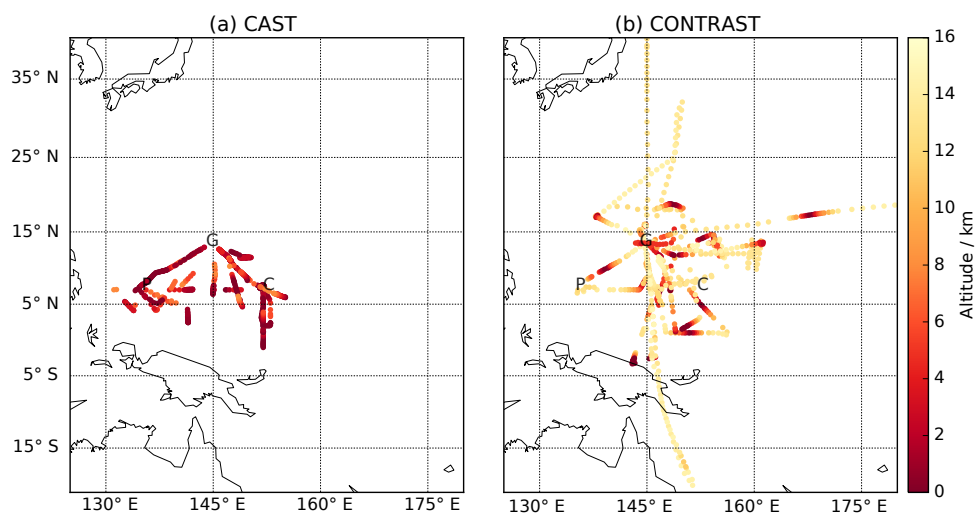 (a) CAST
(b) CONTRAST
35° N
25° N
15° N
5° N
5° S
15° S
G
P
C
G
P
C
130° E
145° E
160° E
175° E
130° E
145° E
160° E
175° E
16
14
12
10
8
6
4
2
0
Altitude / km